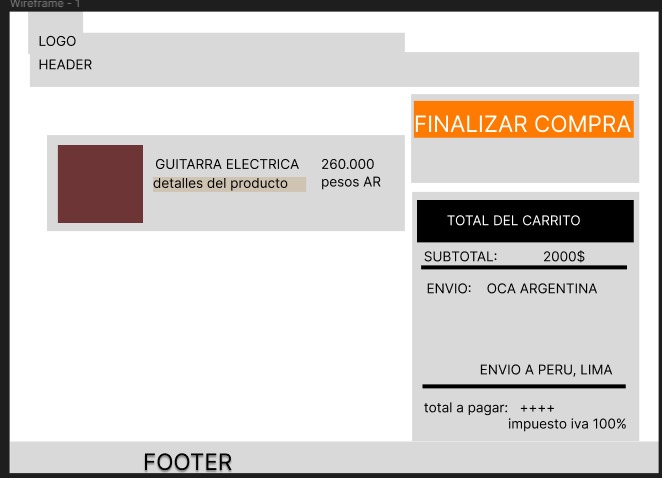 Wireframe - 1
LOGO
HEADER
FINALIZAR COMPRA
GUITARRA ELECTRICA
detalles del producto
260.000
pesos AR
TOTAL DEL CARRITO
SUBTOTAL: 2000$
ENVIO: OCA ARGENTINA
ENVIO A PERU, LIMA
total a pagar: ++++
impuesto iva 100%
FOOTER